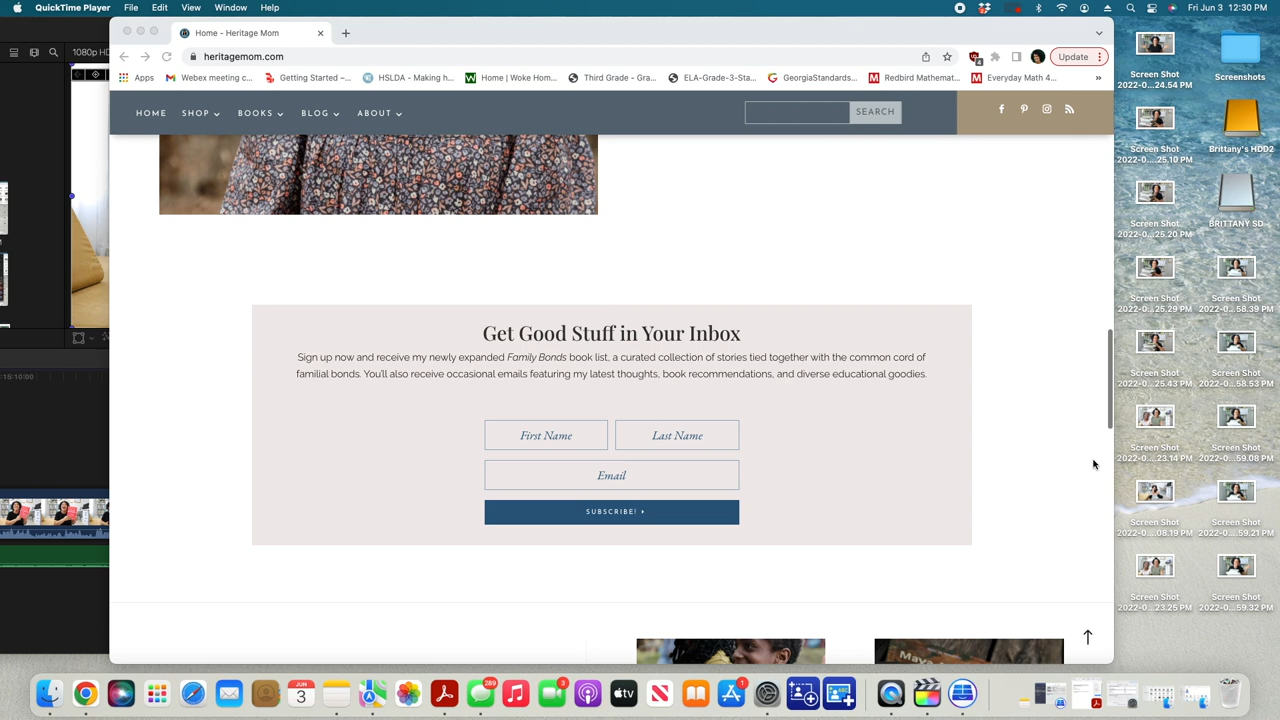 QuickTime Player File Edit View Window Help Fri Jun 3 12:30 PM
1080p HD
Home - Heritage Mom
heritagemom.com
Update
Apps Webex meeting c... Getting Started –... HSLDA - Making h... Home | Woke Hom... Third Grade - Gra... ELA-Grade-3-Sta... GeorgiaStandards... Redbird Mathemat... Everyday Math 4... »
HOME SHOP BOOKS BLOG ABOUT SEARCH
Get Good Stuff in Your Inbox
Sign up now and receive my newly expanded Family Bonds book list, a curated collection of stories tied together with the common cord of
familial bonds. You'll also receive occasional emails featuring my latest thoughts, book recommendations, and diverse educational goodies.
First Name Last Name
Email
SUBSCRIBE!
Maya
:15:10:00
Screen Shot
2022-0...24.54 PM
Screenshots
Screen Shot
2022-0....25.10 PM
Brittany's HDD2
Screen Shot
2022-0...25.20 PM
BRITTANY SD
Screen Shot
2022-0...25.29 PM
Screen Shot
2022-0...58.39 PM
Screen Shot
2022-0...25.43 PM
Screen Shot
2022-0...58.53 PM
Screen Shot
2022-0....23.14 PM
Screen Shot
2022-0...59.08 PM
Screen Shot
2022-0....08.19 PM
Screen Shot
2022-0....59.21 PM
Screen Shot
2022-0....23.25 PM
Screen Shot
2022-0....59.32 PM
JUN
3
289
3
tv
1